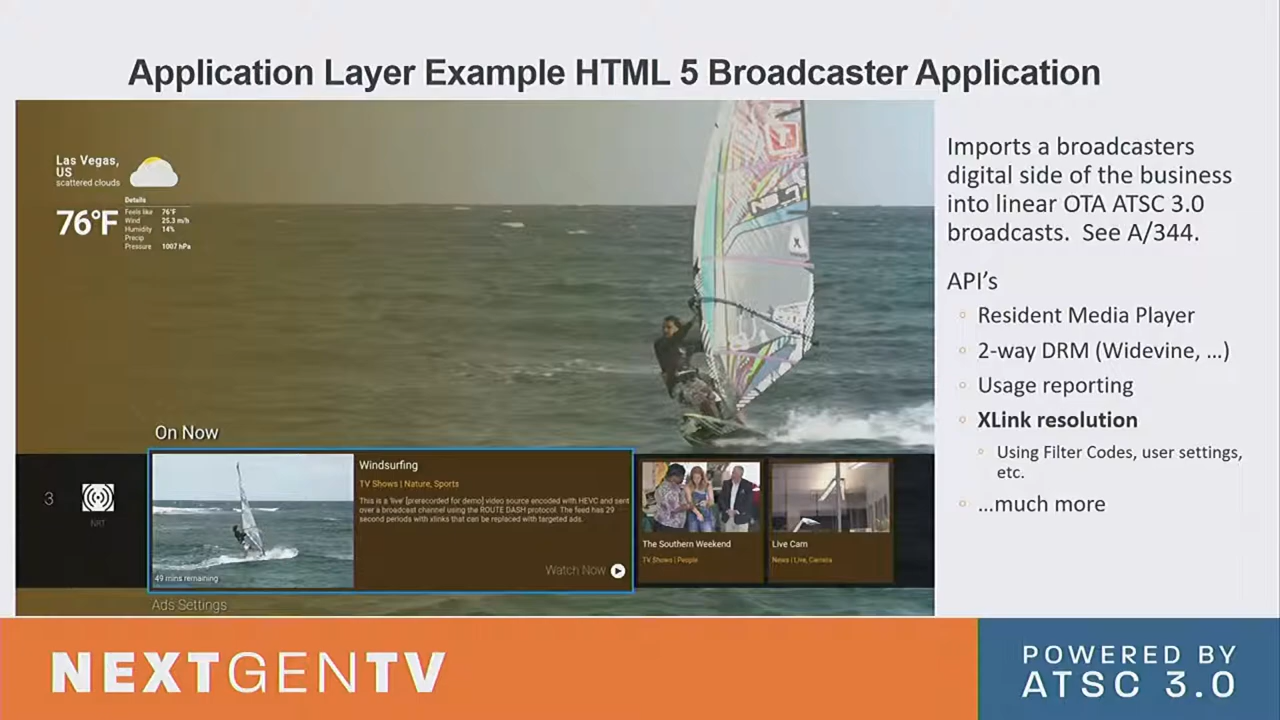 Application Layer Example HTML 5 Broadcaster Application
Las Vegas,
US
scattered clouds
76°F
Details
Feels like 76°F
Wind 25.3 m/h
Humidity 14%
Precip
Pressure 1007 hPa
On Now
3
NRT
49 mins remaining
Windsurfing
TV Shows | Nature, Sports
This is a 'live' [prerecorded for demo] video source encoded with HEVC and sent
over a broadcast channel using the ROUTE DASH protocol. The feed has 29
second periods with xlinks that can be replaced with targeted ads.
Watch Now
The Southern Weekend
TV Shows | People
Live Cam
News | Live, Camera
Ads Settings
Imports a broadcasters
digital side of the business
into linear OTA ATSC 3.0
broadcasts. See A/344.
API's
Resident Media Player
2-way DRM (Widevine, ...)
Usage reporting
XLink resolution
Using Filter Codes, user settings,
etc.
...much more
NEXTGENTV
POWERED BY
ATSC 3.0